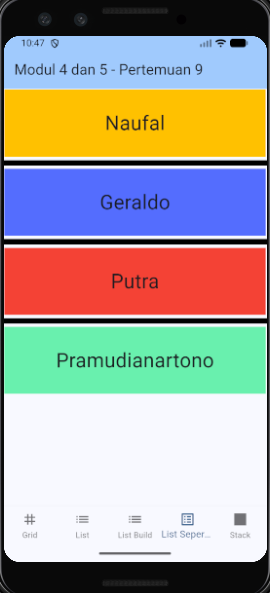 10:47
Modul 4 dan 5 - Pertemuan 9
Naufal
Geraldo
Putra
Pramudianartono
Grid
List
List Build
List Seper...
Stack